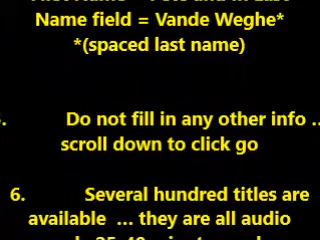 Name field = Vande Weghe*
*(spaced last name)
Do not fill in any other info ..
scroll down to click go
6. Several hundred titles are
available ... they are all audio